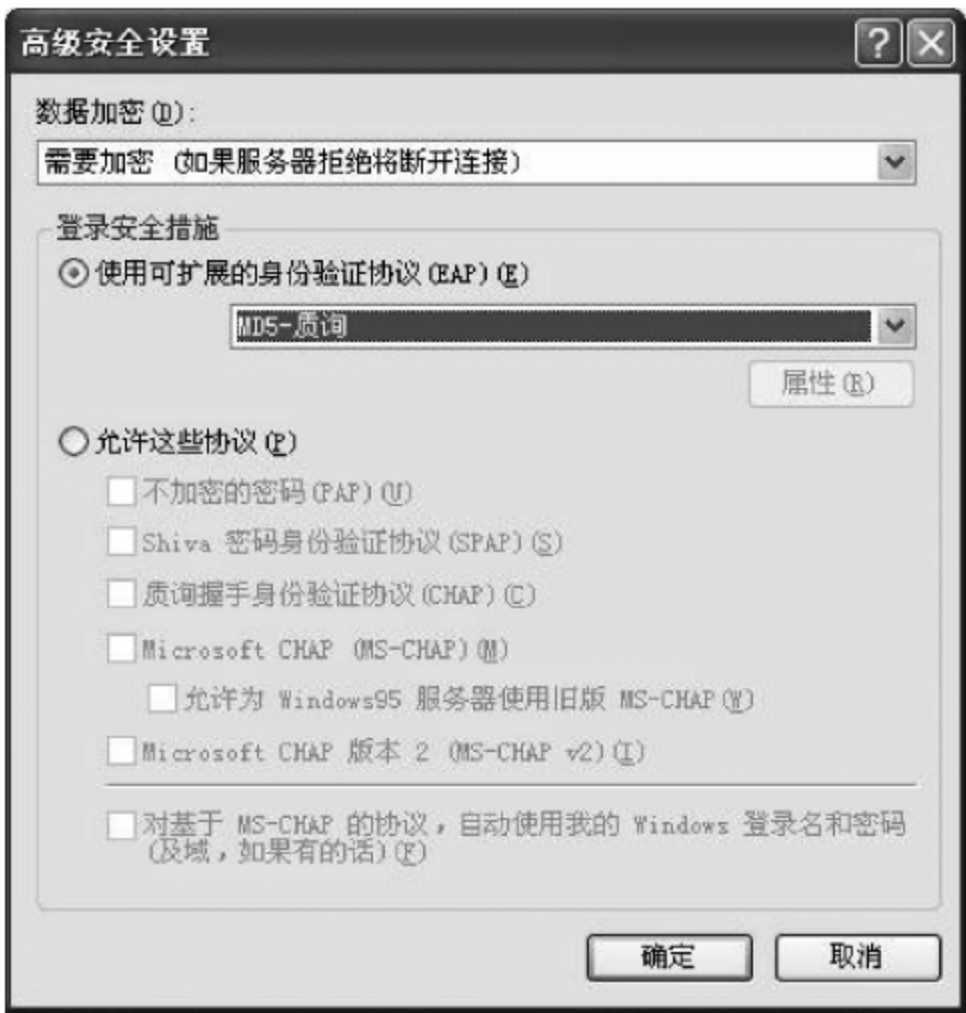 高级安全设置
数据加密(D):
需要加密 (如果服务器拒绝将断开连接)
登录安全措施
使用可扩展的身份验证协议(EAP)(E)
MD5-质询
属性(R)
允许这些协议(P)
不加密的密码(PAP)(U)
Shiva 密码身份验证协议(SPAP)(S)
质询握手身份验证协议(CHAP)(C)
Microsoft CHAP (MS-CHAP)(M)
允许为 Windows95 服务器使用旧版 MS-CHAP(W)
Microsoft CHAP 版本 2 (MS-CHAP v2)(I)
对基于 MS-CHAP 的协议，自动使用我的 Windows 登录名和密码
(及域，如果有的话)(F)
确定
取消